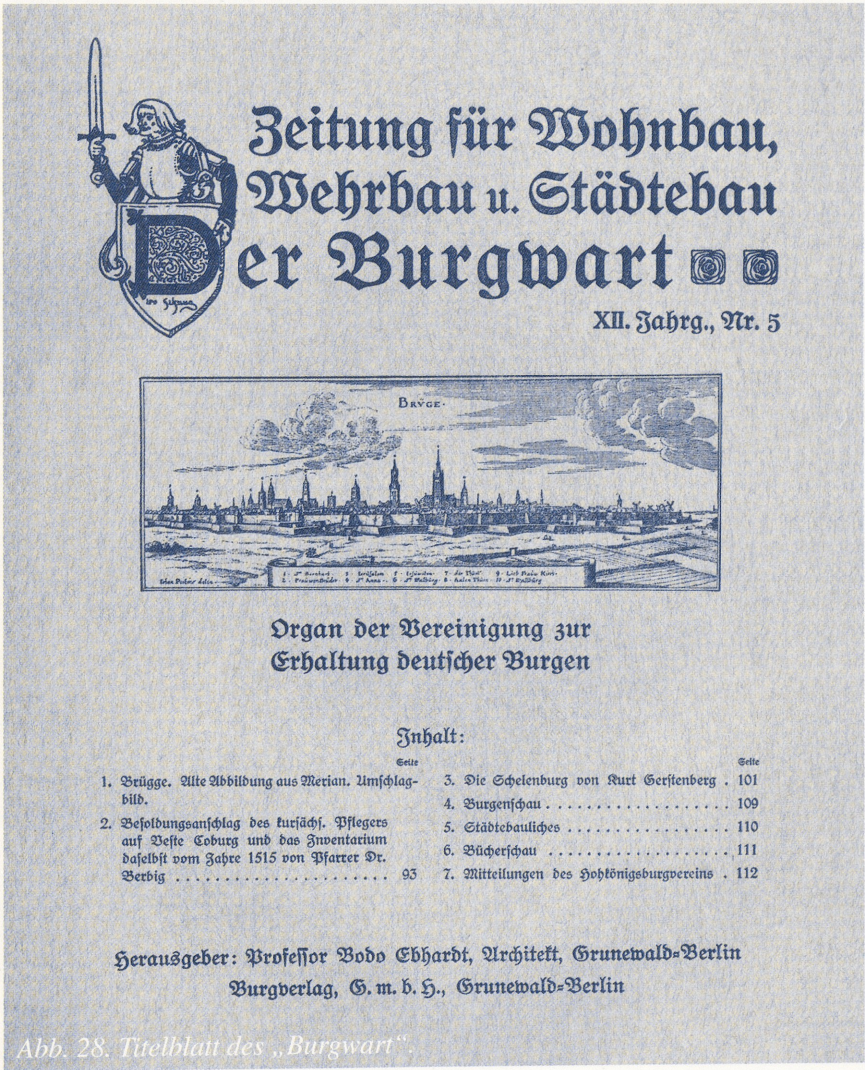 Zeitung für Wohnbau,
Wehrbau u. Städtebau
Der Burgwart
XII. Jahrg., Nr. 5
BRVGE.
Organ der Vereinigung zur
Erhaltung deutscher Burgen
Inhalt:
Seite
1. Brügge. Alte Abbildung aus Merian. Umschlag-
bild.
2. Besoldungsanschlag des kursächs. Pflegers
auf Veste Coburg und das Inventarium
daselbst vom Jahre 1515 von Pfarrer Dr.
Berbig . . . . . . . . . . . . . . . . . . . . . . 93
Seite
3. Die Schelenburg von Kurt Gerstenberg . 101
4. Burgenschau . . . . . . . . . . . . . . . . . . . 109
5. Städtebauliches . . . . . . . . . . . . . . . . . 110
6. Bücherschau . . . . . . . . . . . . . . . . . . . 111
7. Mitteilungen des Hohkönigsburgvereins . 112
Herausgeber: Professor Bodo Ebhardt, Architekt, Grunewald-Berlin
Burgverlag, G. m. b. H., Grunewald-Berlin
Abb. 28. Titelblatt des „Burgwart“.